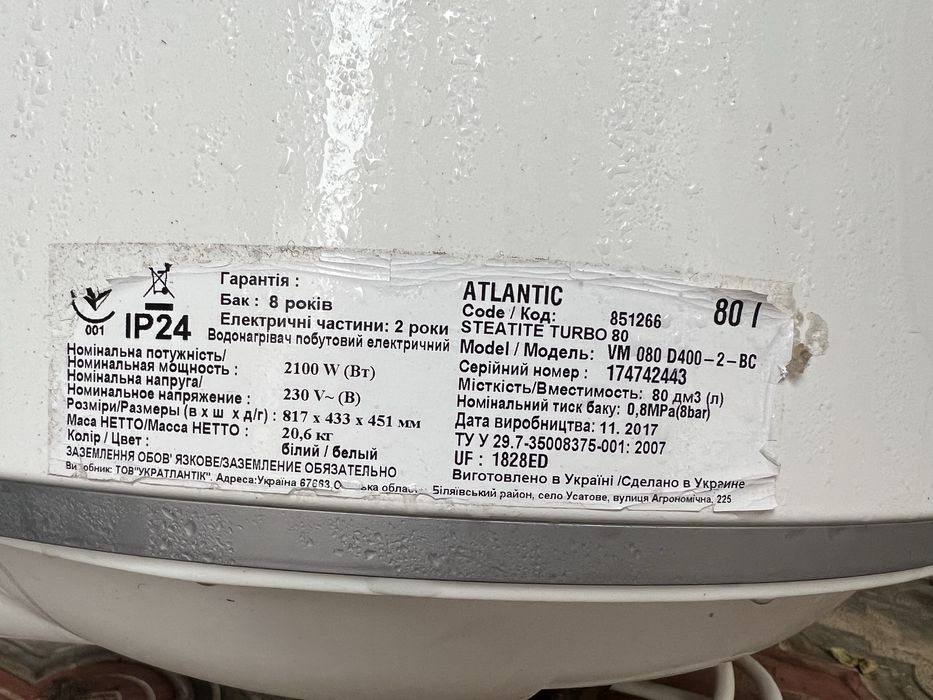 Гарантія :
Бак : 8 років
Електричні частини: 2 роки
Водонагрівач побутовий електричний
001
IP24
Номінальна потужність/
Номинальная мощность : 2100 W (Вт)
Номінальна напруга/
Номинальное напряжение : 230 V~ (В)
Розміри/Размеры (в х ш х д/г) : 817 x 433 x 451 мм
Маса НЕТТО/Масса НЕТТО : 20,6 кг
Колір / Цвет : білий / белый
ЗАЗЕМЛЕННЯ ОБОВ'ЯЗКОВЕ/ЗАЗЕМЛЕНИЕ ОБЯЗАТЕЛЬНО
ТОВ"УКРАТЛАНТІК". Адреса:Україна 67663, Біляївський район, село Усатове, вулиця Агрономічна, 225
ATLANTIC
80 l
Code / Код: 851266
STEATITE TURBO 80
Model / Модель: VM 080 D400-2-BC
Серійний номер : 174742443
Місткість/Вместимость: 80 дм3 (л)
Номінальний тиск баку: 0,8MPa(8bar)
Дата виробництва: 11. 2017
ТУ У 29.7-35008375-001: 2007
UF : 1828ED
Виготовлено в Україні /Сделано в Украине